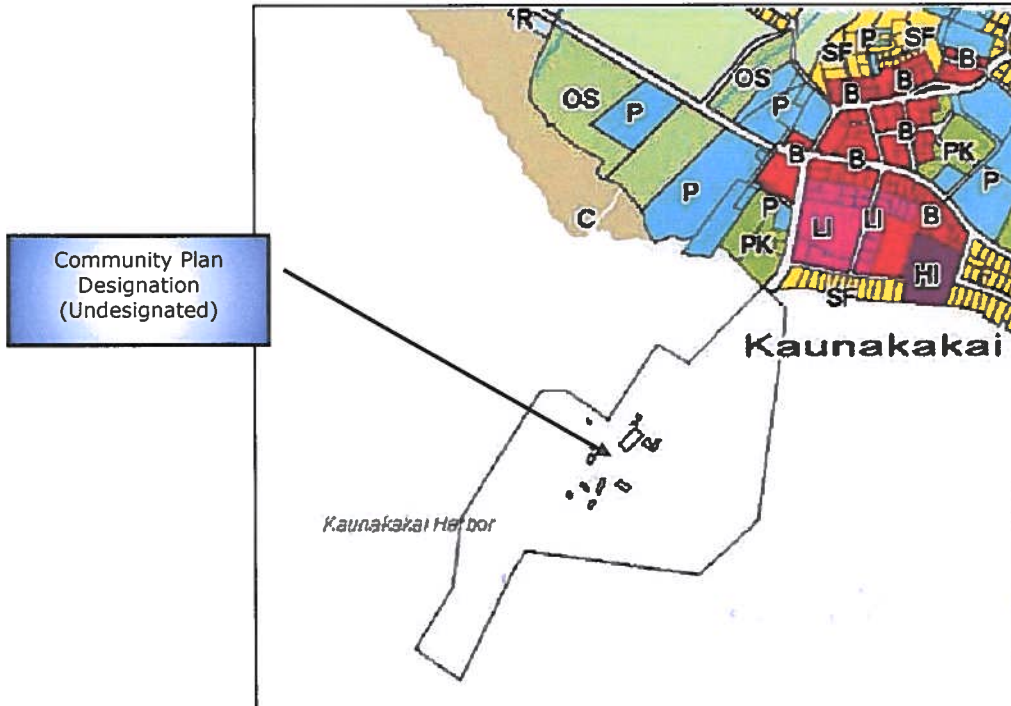 R
SF
P
SF
B
OS
OS
B
B
P
P
B
PK
B
B
P
P
C
P
LI
LI
B
PK
HI
SF
Community Plan
Designation
(Undesignated)
Kaunakakai
Kaunakakai Harbor